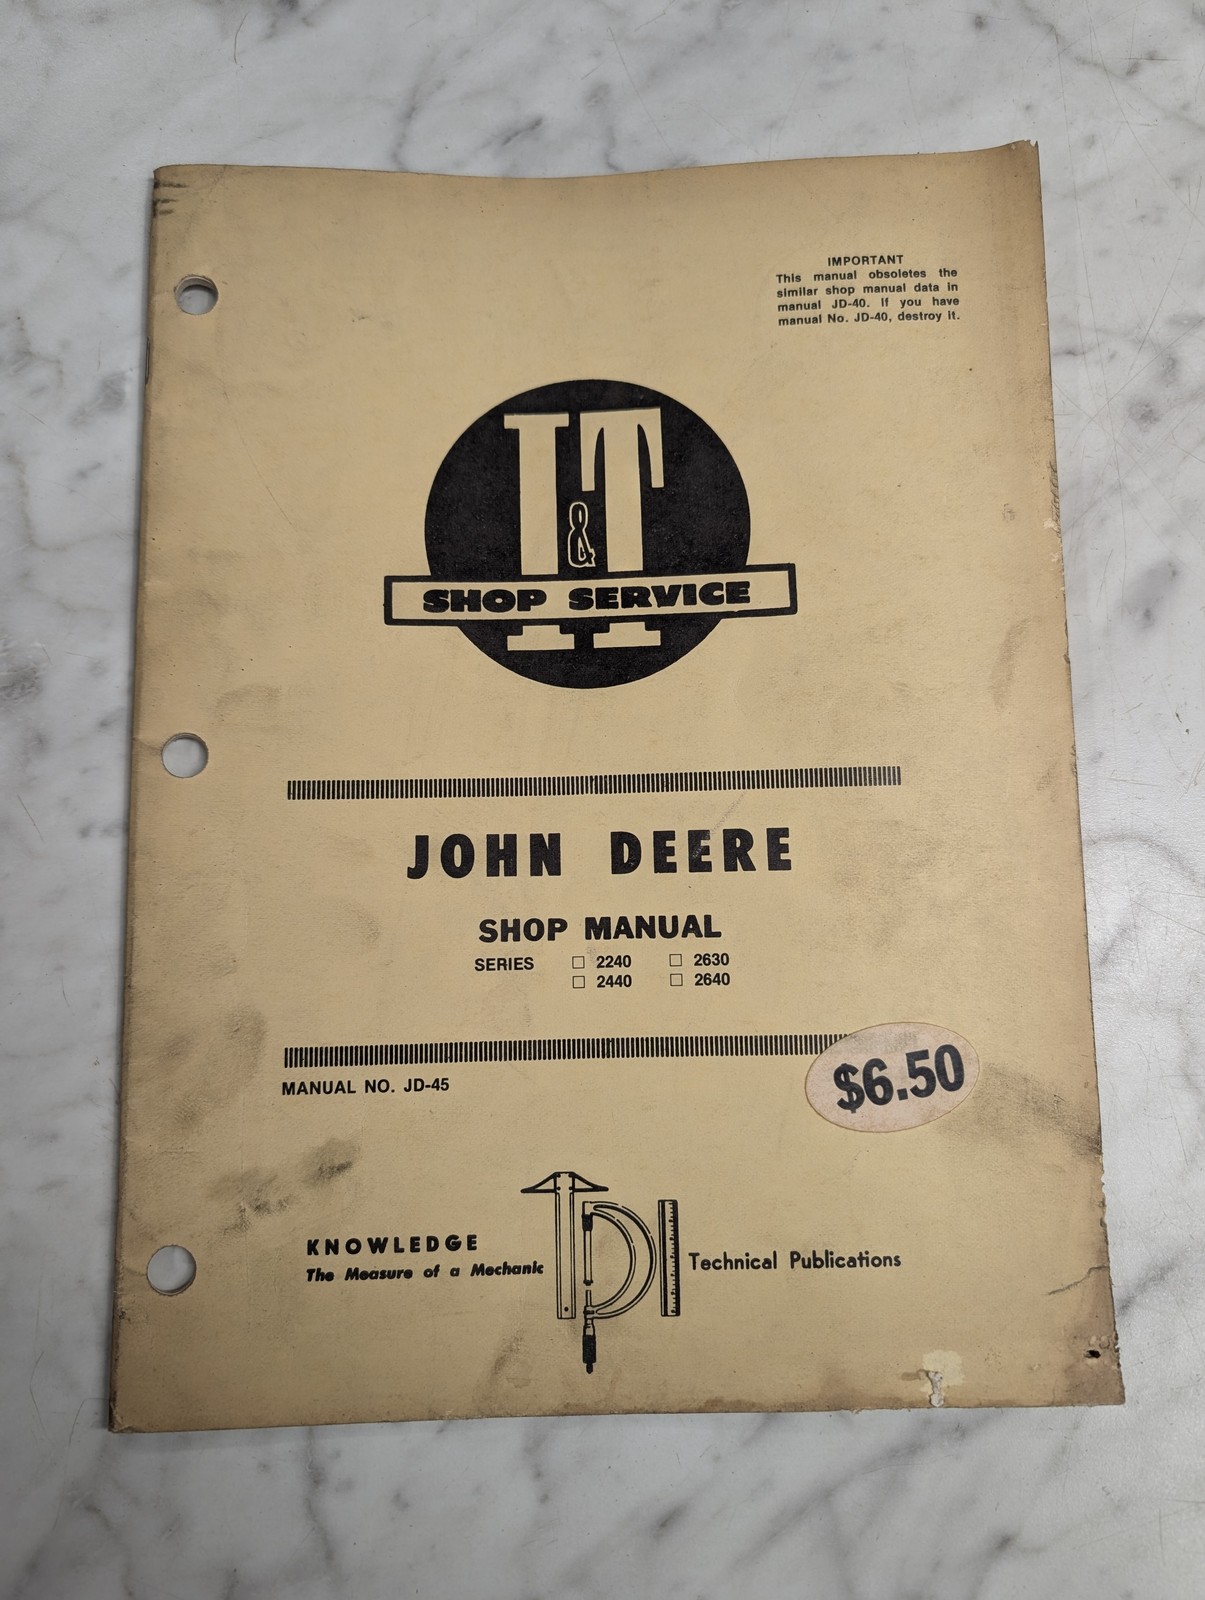 IMPORTANT
This manual obsoletes the
similar shop manual data in
manual JD-40. If you have
manual No. JD-40, destroy it.
I&T
SHOP SERVICE
JOHN DEERE
SHOP MANUAL
SERIES □ 2240 □ 2630
□ 2440 □ 2640
MANUAL NO. JD-45
$6.50
KNOWLEDGE
The Measure of a Mechanic
TPI
Technical Publications